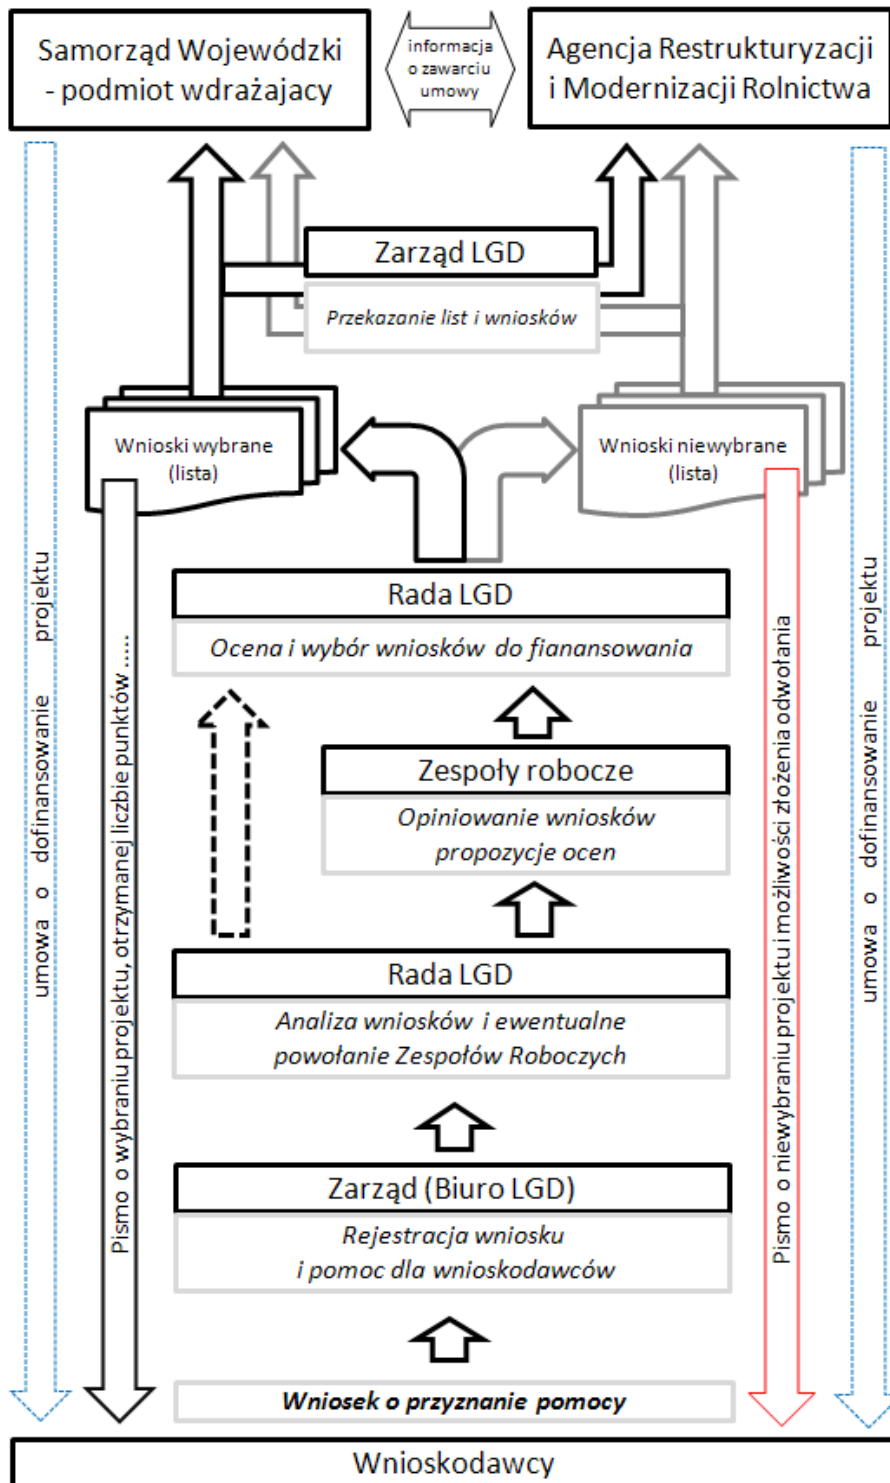 Samorząd Wojewódzki
- podmiot wdrażajacy
informacja
o zawarciu
umowy
Agencja Restrukturyzacji
i Modernizacji Rolnictwa
Zarząd LGD
Przekazanie list i wniosków
Wnioski wybrane
(lista)
Wnioski niewybrane
(lista)
Rada LGD
Ocena i wybór wniosków do fianansowania
Zespoły robocze
Opiniowanie wniosków
propozycje ocen
Rada LGD
Analiza wniosków i ewentualne
powołanie Zespołów Roboczych
Zarząd (Biuro LGD)
Rejestracja wniosku
i pomoc dla wnioskodawców
Wniosek o przyznanie pomocy
Wnioskodawcy
umowa o dofinansowanie projektu
Pismo o wybraniu projektu, otrzymanej liczbie punktów .....
Pismo o niewybraniu projektu i możliwości złożenia odwołania
umowa o dofinansowanie projektu